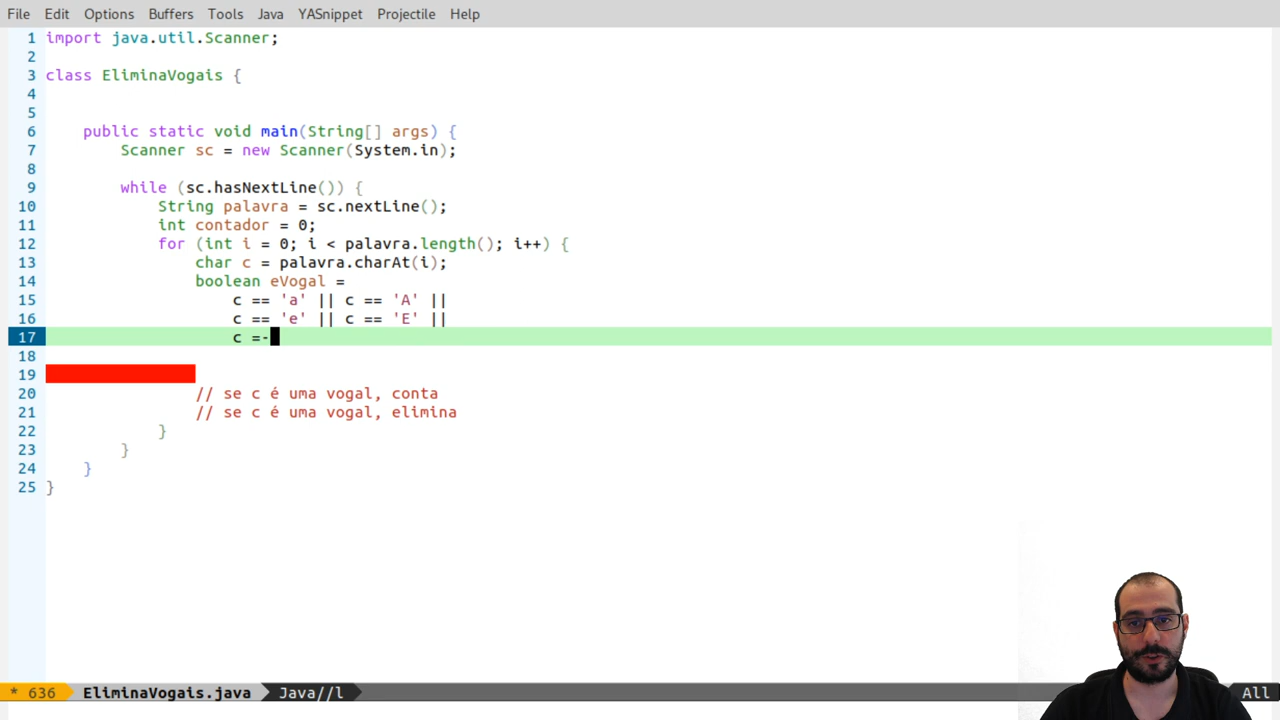 File Edit Options Buffers Tools Java YASnippet Projectile Help
1 import java.util.Scanner;
2
3 class EliminaVogais {
4
5
6     public static void main(String[] args) {
7         Scanner sc = new Scanner(System.in);
8
9         while (sc.hasNextLine()) {
10             String palavra = sc.nextLine();
11             int contador = 0;
12             for (int i = 0; i < palavra.length(); i++) {
13                 char c = palavra.charAt(i);
14                 boolean eVogal =
15                     c == 'a' || c == 'A' ||
16                     c == 'e' || c == 'E' ||
17                     c =-
18
19
20                 // se c é uma vogal, conta
21                 // se c é uma vogal, elimina
22             }
23         }
24     }
25 }
* 636 EliminaVogais.java Java//l All